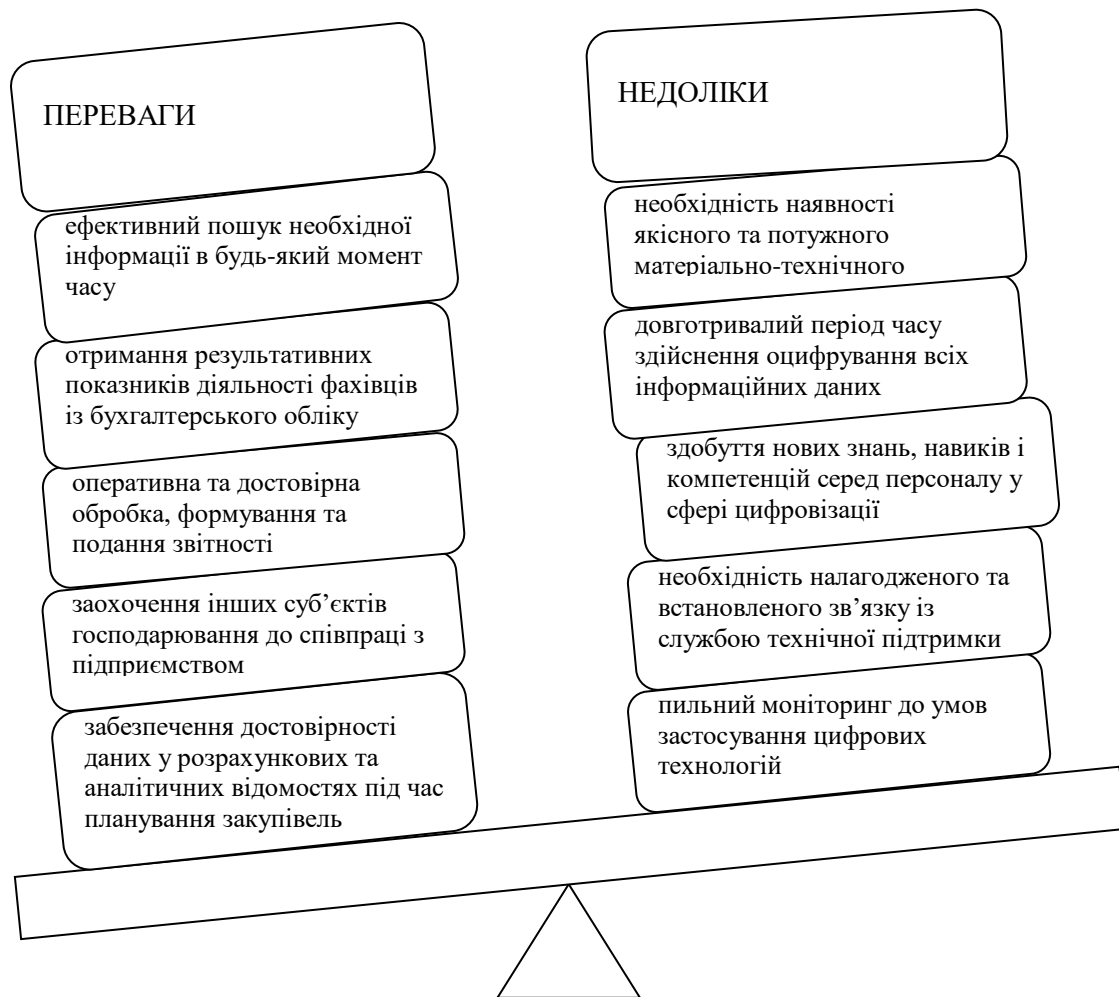 ПЕРЕВАГИ
ефективний пошук необхідної
інформації в будь-який момент
часу
отримання результативних
показників діяльності фахівців
із бухгалтерського обліку
оперативна та достовірна
обробка, формування та
подання звітності
заохочення інших суб’єктів
господарювання до співпраці з
підприємством
забезпечення достовірності
даних у розрахункових та
аналітичних відомостях під час
планування закупівель
НЕДОЛІКИ
необхідність наявності
якісного та потужного
матеріально-технічного
довготривалий період часу
здійснення оцифрування всіх
інформаційних даних
здобуття нових знань, навиків і
компетенцій серед персоналу у
сфері цифровізації
необхідність налагодженого та
встановленого зв’язку із
службою технічної підтримки
пильний моніторинг до умов
застосування цифрових
технологій